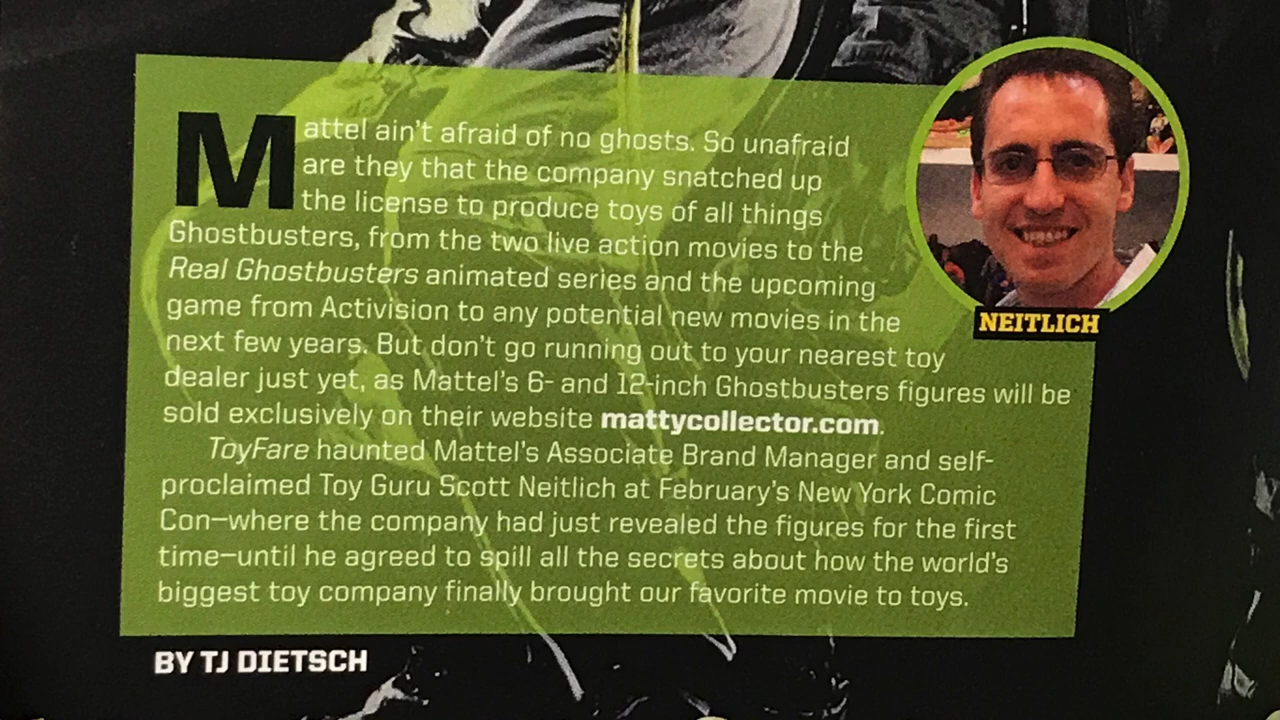 Mattel ain't afraid of no ghosts. So unafraid
are they that the company snatched up
the license to produce toys of all things
Ghostbusters, from the two live action movies to the
Real Ghostbusters animated series and the upcoming
game from Activision to any potential new movies in the
next few years. But don't go running out to your nearest toy
dealer just yet, as Mattel's 6- and 12-inch Ghostbusters figures will be
sold exclusively on their website mattycollector.com.
ToyFare haunted Mattel's Associate Brand Manager and self-
proclaimed Toy Guru Scott Neitlich at February's New York Comic
Con—where the company had just revealed the figures for the first
time—until he agreed to spill all the secrets about how the world's
biggest toy company finally brought our favorite movie to toys.
NEITLICH
BY TJ DIETSCH